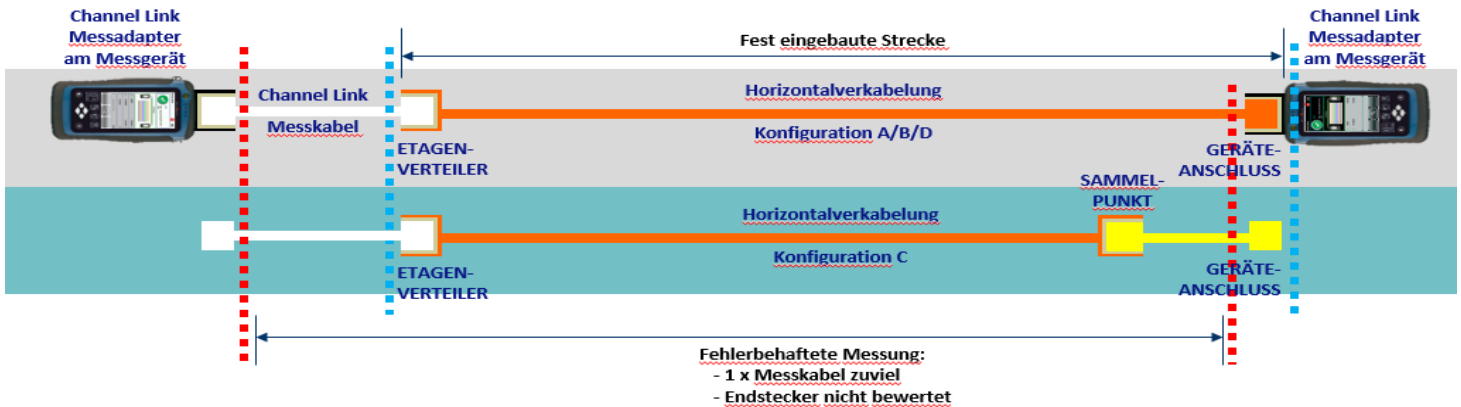 Channel Link
Messadapter
am Messgerät
Fest eingebaute Strecke
Channel Link
Messadapter
am Messgerät
Channel Link
Messkabel
Horizontalverkabelung
Konfiguration A/B/D
ETAGEN-
VERTEILER
GERÄTE-
ANSCHLUSS
SAMMEL-
PUNKT
Horizontalverkabelung
Konfiguration C
ETAGEN-
VERTEILER
GERÄTE-
ANSCHLUSS
Fehlerbehaftete Messung:
- 1 x Messkabel zuviel
- Endstecker nicht bewertet